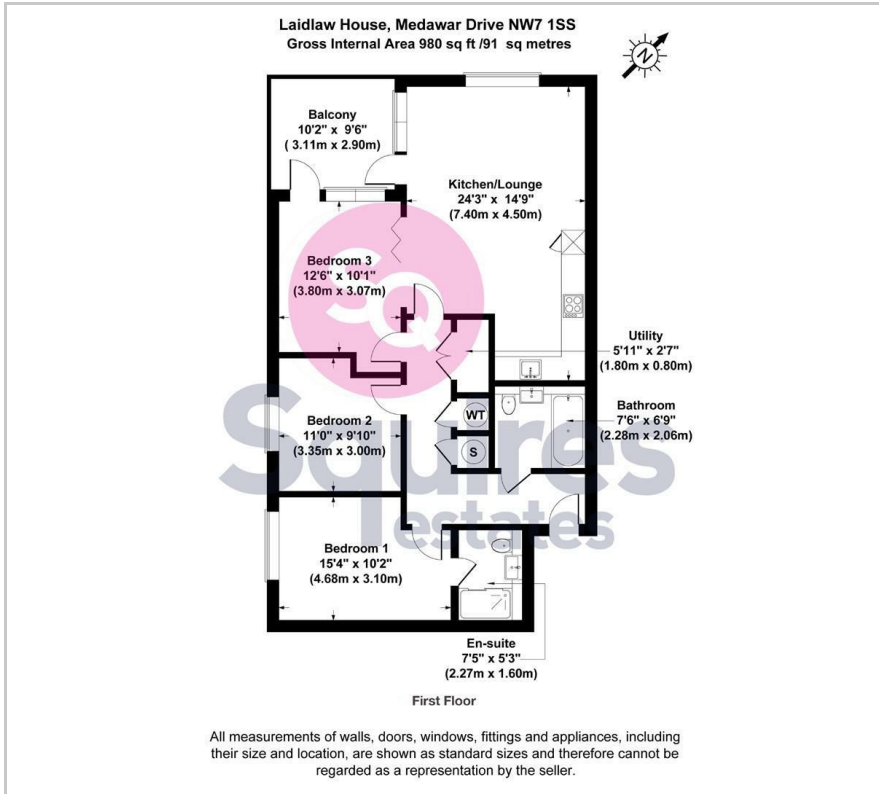 Laidlaw House, Medawar Drive NW7 1SS
Gross Internal Area 980 sq ft /91 sq metres
N
Balcony
10'2" x 9'6"
( 3.11m x 2.90m)
Kitchen/Lounge
24'3" x 14'9"
(7.40m x 4.50m)
Bedroom 3
12'6" x 10'1"
(3.80m x 3.07m)
SQ
Utility
5'11" x 2'7"
(1.80m x 0.80m)
Bedroom 2
11'0" x 9'10"
(3.35m x 3.00m)
WT
S
Bathroom
7'6" x 6'9"
(2.28m x 2.06m)
Squires
estates
Bedroom 1
15'4" x 10'2"
(4.68m x 3.10m)
En-suite
7'5" x 5'3"
(2.27m x 1.60m)
First Floor
All measurements of walls, doors, windows, fittings and appliances, including
their size and location, are shown as standard sizes and therefore cannot be
regarded as a representation by the seller.